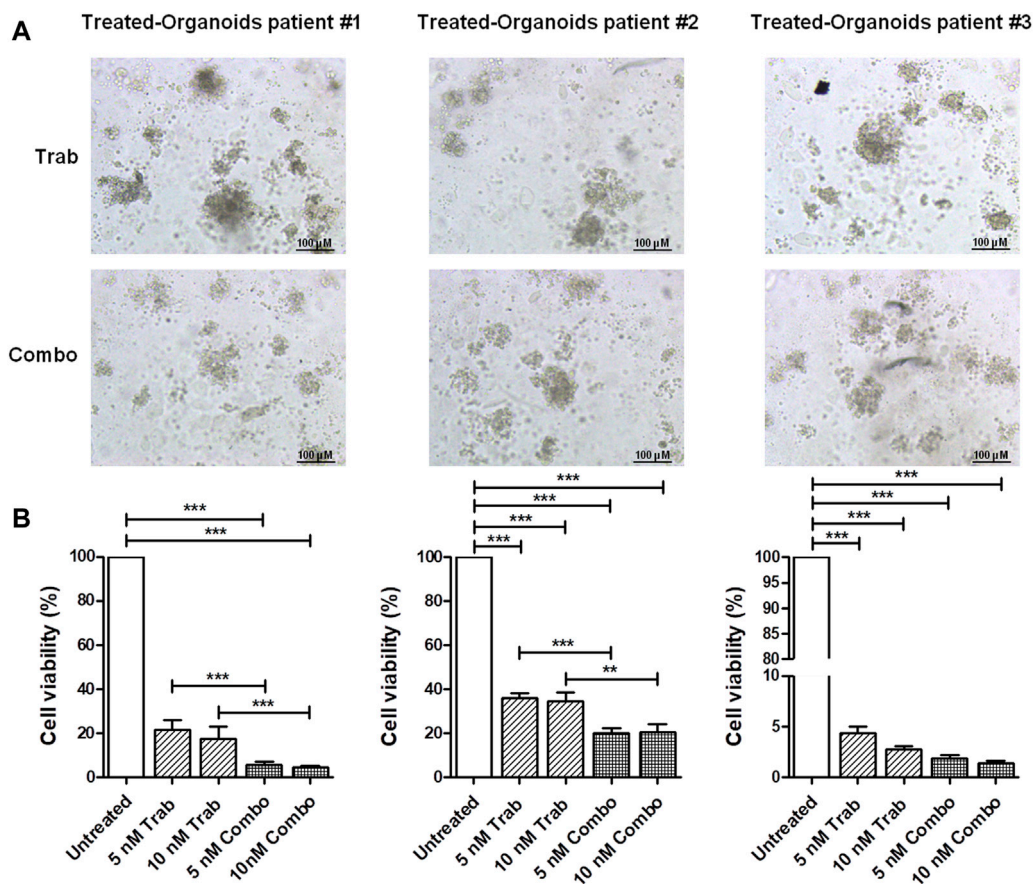 Treated-Organoids patient #1
Treated-Organoids patient #2
Treated-Organoids patient #3
A
Trab
100 µM
100 µM
100 µM
Combo
100 µM
100 µM
100 µM
B
***
***
***
***
100
80
60
40
20
0
Cell viability (%)
Untreated
5 nM Trab
10 nM Trab
5 nM Combo
10nM Combo
***
***
***
***
***
**
100
80
60
40
20
0
Cell viability (%)
Untreated
5 nM Trab
10 nM Trab
5 nM Combo
10 nM Combo
***
***
***
***
100
95
90
85
80
10
5
0
Cell viability (%)
Untreated
5 nM Trab
10 nM Trab
5 nM Combo
10 nM Combo